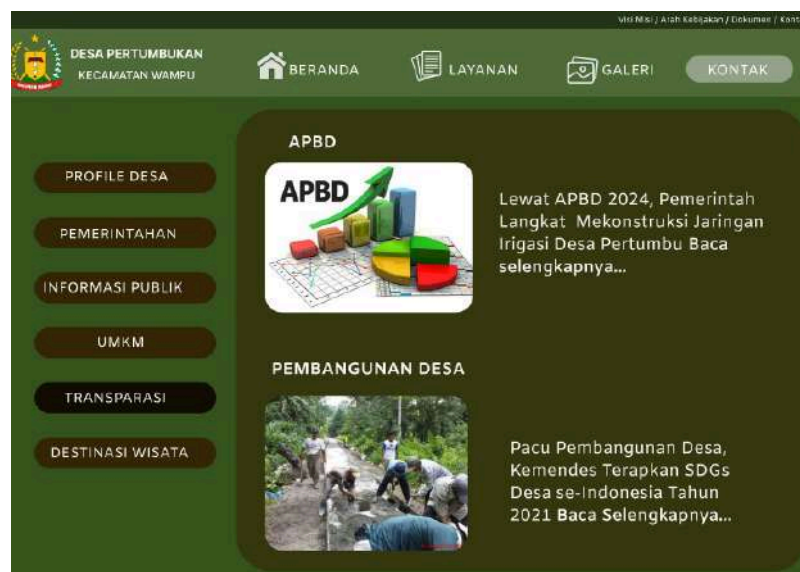 Visi Misi / Arah Kebijakan / Dokumen / Kont
DESA PERTUMBUKAN
KECAMATAN WAMPU
BERANDA
LAYANAN
GALERI
KONTAK
PROFILE DESA
PEMERINTAHAN
INFORMASI PUBLIK
UMKM
TRANSPARASI
DESTINASI WISATA
APBD
APBD
Lewat APBD 2024, Pemerintah
Langkat Mekonstruksi Jaringan
Irigasi Desa Pertumbu Baca
selengkapnya...
PEMBANGUNAN DESA
Pacu Pembangunan Desa,
Kemendes Terapkan SDGs
Desa se-Indonesia Tahun
2021 Baca Selengkapnya...